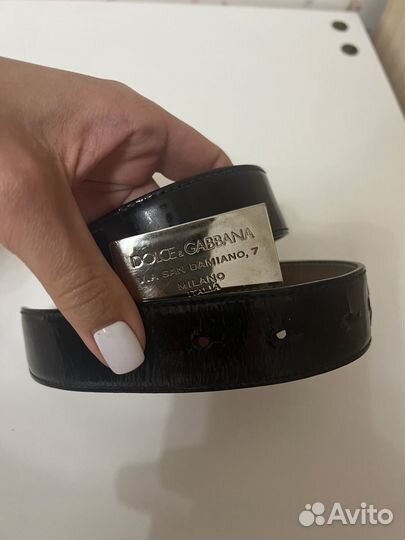 DOLCE & GABBANA
VIA SAN DAMIANO, 7
MILANO
ITALIA
Avito